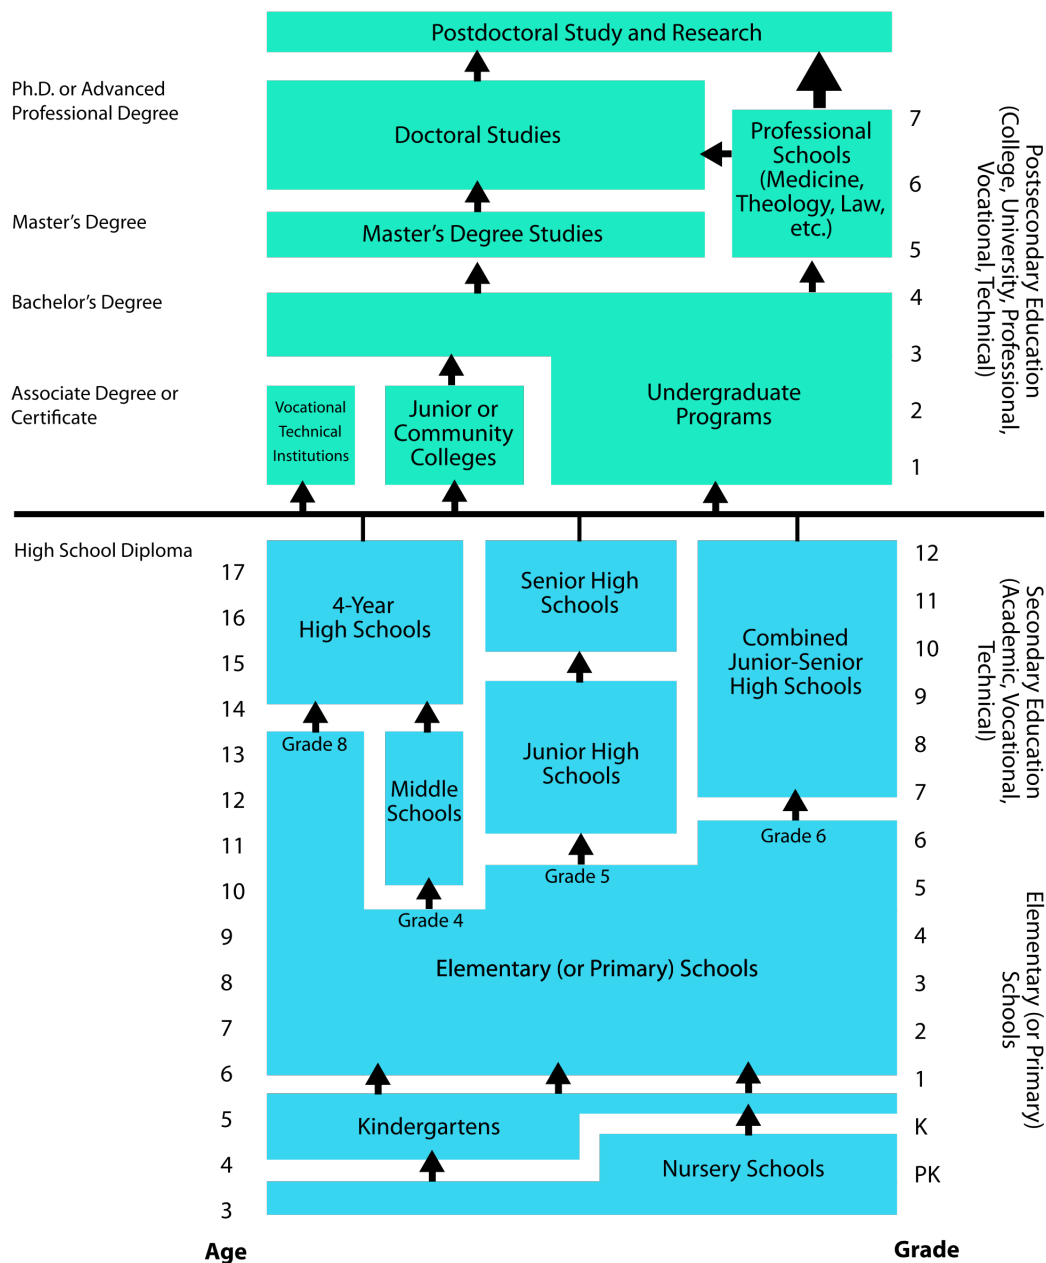 Postdoctoral Study and Research
Ph.D. or Advanced
Professional Degree
Doctoral Studies
Professional
Schools
(Medicine,
Theology, Law,
etc.)
7
6
5
Master's Degree
Master's Degree Studies
Bachelor's Degree
4
3
2
1
Associate Degree or
Certificate
Vocational
Technical
Institutions
Junior or
Community
Colleges
Undergraduate
Programs
Postsecondary Education
(College, University, Professional,
Vocational, Technical)
High School Diploma
17
16
15
14
13
12
11
10
9
8
7
6
5
4
3
Age
4-Year
High Schools
Senior High
Schools
Combined
Junior-Senior
High Schools
Grade 8
Middle
Schools
Junior High
Schools
Grade 6
Grade 5
Grade 4
Elementary (or Primary) Schools
Kindergartens
Nursery Schools
12
11
10
9
8
7
6
5
4
3
2
1
K
PK
Grade
Secondary Education
(Academic, Vocational,
Technical)
Elementary (or Primary)
Schools